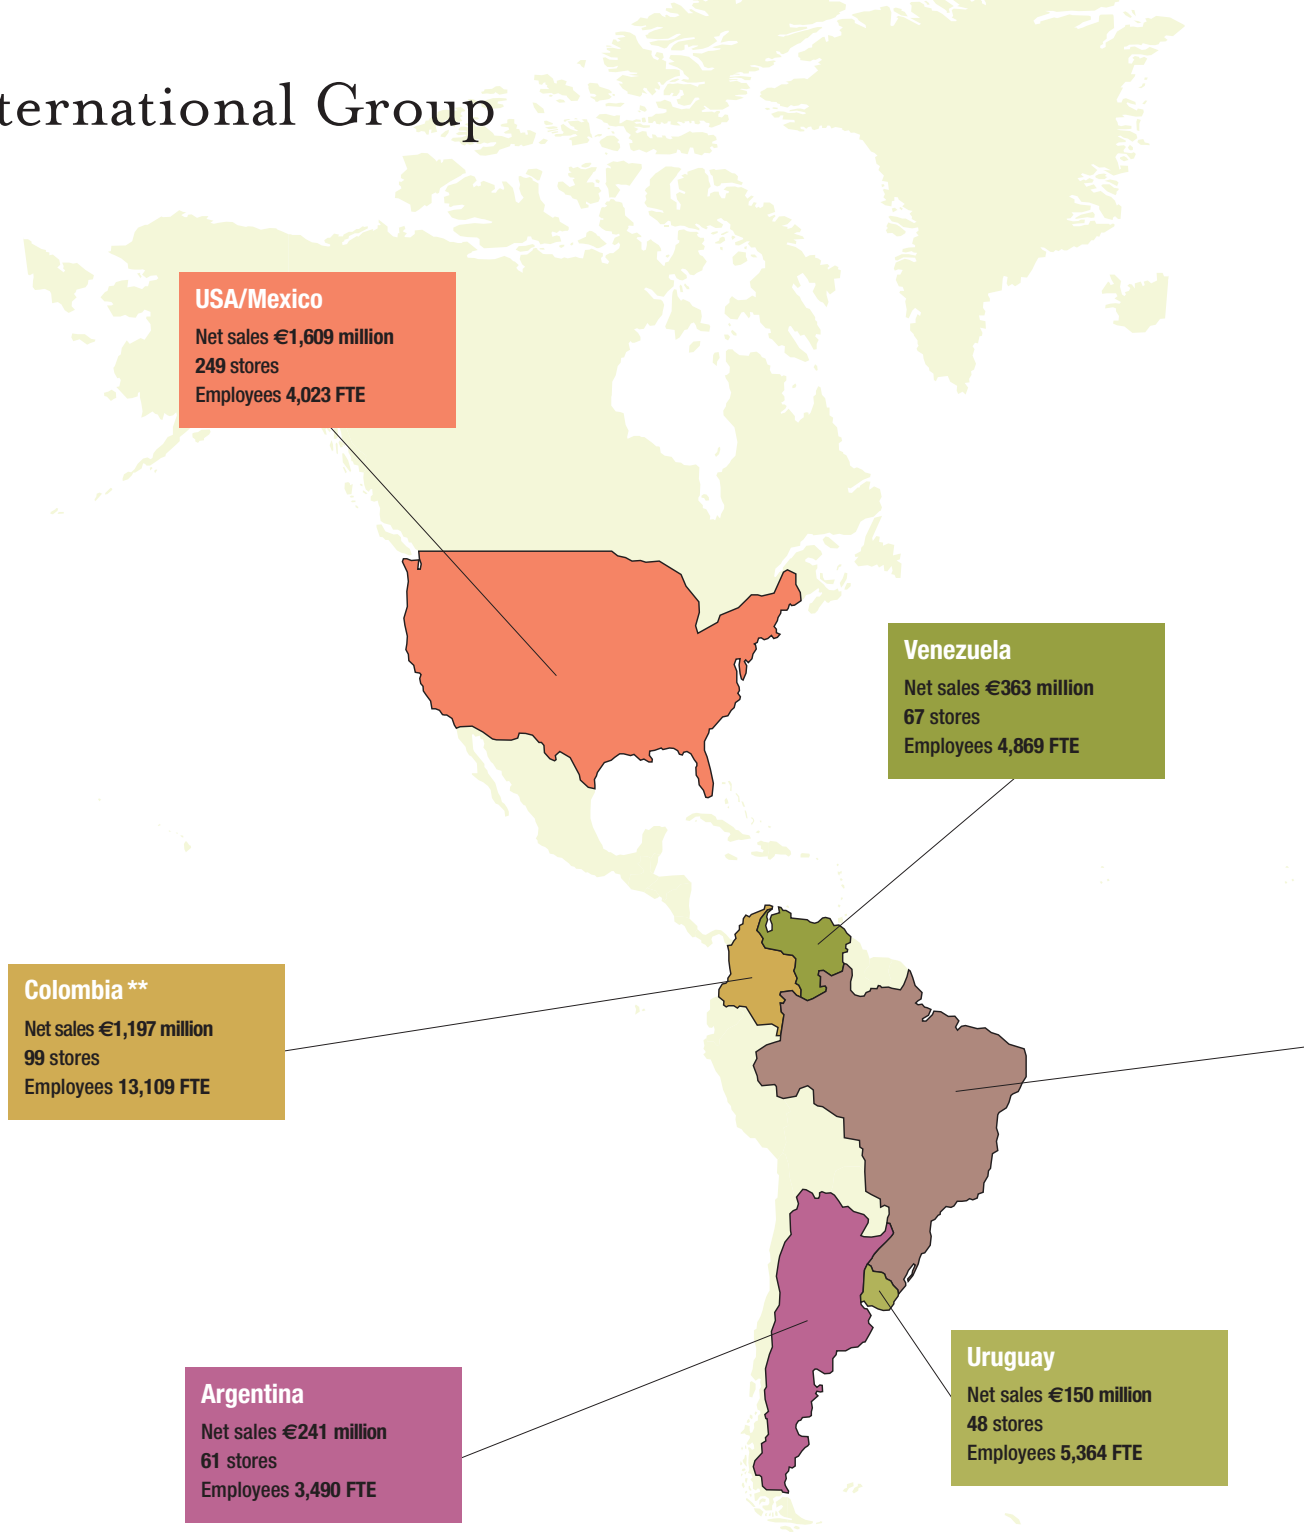 ternational Group
USA/Mexico
Net sales €1,609 million
249 stores
Employees 4,023 FTE
Venezuela
Net sales €363 million
67 stores
Employees 4,869 FTE
Colombia **
Net sales €1,197 million
99 stores
Employees 13,109 FTE
Uruguay
Net sales €150 million
48 stores
Employees 5,364 FTE
Argentina
Net sales €241 million
61 stores
Employees 3,490 FTE